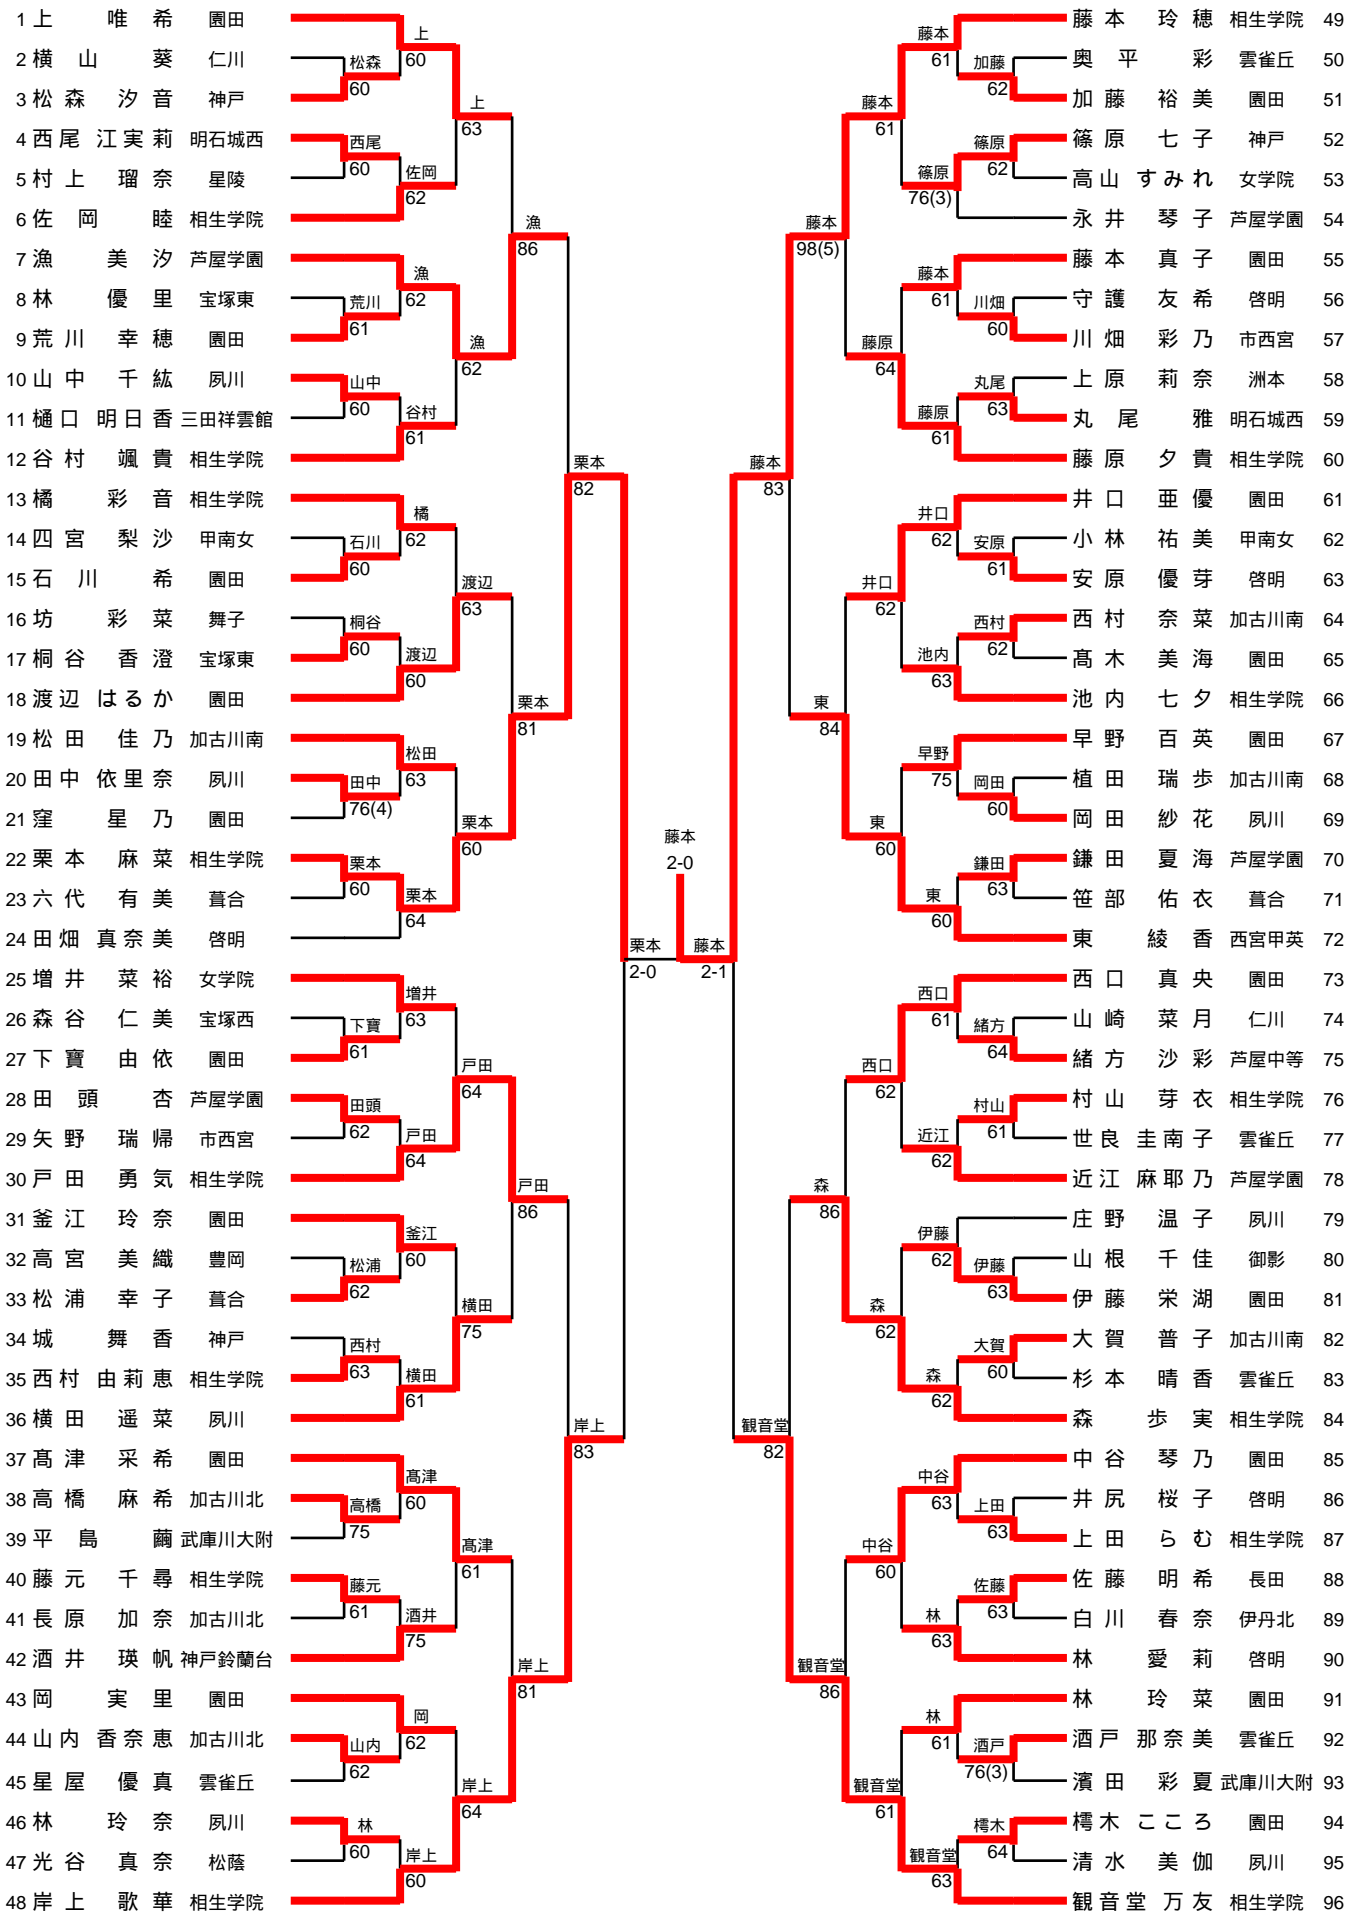 1 上 唯 希 園田
2 横 山 葵 仁川
3 松 森 汐 音 神戸
4 西 尾 江 実 莉 明石城西
5 村 上 瑠 奈 星陵
6 佐 岡 睦 相生学院
7 漁 美 汐 芦屋学園
8 林 優 里 宝塚東
9 荒 川 幸 穂 園田
10 山 中 千 紘 夙川
11 樋 口 明 日 香 三田祥雲館
12 谷 村 颯 貴 相生学院
13 橘 彩 音 相生学院
14 四 宮 梨 沙 甲南女
15 石 川 希 園田
16 坊 彩 菜 舞子
17 桐 谷 香 澄 宝塚東
18 渡 辺 はるか 園田
19 松 田 佳 乃 加古川南
20 田 中 依 里 奈 夙川
21 窪 星 乃 園田
22 栗 本 麻 菜 相生学院
23 六 代 有 美 葺合
24 田 畑 真 奈 美 啓明
25 増 井 菜 裕 女学院
26 森 谷 仁 美 宝塚西
27 下 寳 由 依 園田
28 田 頭 杏 芦屋学園
29 矢 野 瑞 帰 市西宮
30 戸 田 勇 気 相生学院
31 釜 江 玲 奈 園田
32 高 宮 美 織 豊岡
33 松 浦 幸 子 葺合
34 城 舞 香 神戸
35 西 村 由 莉 恵 相生学院
36 横 田 遥 菜 夙川
37 髙 津 采 希 園田
38 高 橋 麻 希 加古川北
39 平 島 繭 武庫川大附
40 藤 元 千 尋 相生学院
41 長 原 加 奈 加古川北
42 酒 井 瑛 帆 神戸鈴蘭台
43 岡 実 里 園田
44 山 内 香 奈 恵 加古川北
45 星 屋 優 真 雲雀丘
46 林 玲 奈 夙川
47 光 谷 真 奈 松蔭
48 岸 上 歌 華 相生学院
松森
60
西尾
60
荒川
61
山中
60
石川
60
桐谷
60
田中
76(4)
栗本
60
下寳
61
田頭
62
松浦
62
西村
63
高橋
75
藤元
61
山内
62
林
60
上
60
佐岡
62
漁
62
谷村
61
橘
62
渡辺
60
松田
63
栗本
64
増井
63
戸田
64
釜江
60
横田
61
髙津
60
酒井
75
岡
62
岸上
60
上
63
漁
62
渡辺
63
栗本
60
戸田
64
横田
75
髙津
61
岸上
64
漁
86
栗本
81
戸田
86
岸上
81
栗本
82
岸上
83
栗本
2-0
藤本
2-0
藤本
2-1
藤本
83
観音堂
82
藤本
98(5)
東
84
森
86
観音堂
86
藤本
61
藤原
64
井口
62
東
60
西口
62
森
62
中谷
60
観音堂
61
藤本
61
篠原
76(3)
藤本
61
藤原
61
井口
62
池内
63
早野
75
東
60
西口
61
近江
62
伊藤
62
森
62
中谷
63
林
63
林
61
観音堂
63
加藤
62
篠原
62
川畑
60
丸尾
63
安原
61
西村
62
岡田
60
鎌田
63
緒方
64
村山
61
伊藤
63
大賀
60
上田
63
佐藤
63
酒戸
76(3)
樗木
64
藤 本 玲 穂 相生学院 49
奥 平 彩 雲雀丘 50
加 藤 裕 美 園田 51
篠 原 七 子 神戸 52
高 山 すみれ 女学院 53
永 井 琴 子 芦屋学園 54
藤 本 真 子 園田 55
守 護 友 希 啓明 56
川 畑 彩 乃 市西宮 57
上 原 莉 奈 洲本 58
丸 尾 雅 明石城西 59
藤 原 夕 貴 相生学院 60
井 口 亜 優 園田 61
小 林 祐 美 甲南女 62
安 原 優 芽 啓明 63
西 村 奈 菜 加古川南 64
髙 木 美 海 園田 65
池 内 七 夕 相生学院 66
早 野 百 英 園田 67
植 田 瑞 歩 加古川南 68
岡 田 紗 花 夙川 69
鎌 田 夏 海 芦屋学園 70
笹 部 佑 衣 葺合 71
東 綾 香 西宮甲英 72
西 口 真 央 園田 73
山 崎 菜 月 仁川 74
緒 方 沙 彩 芦屋中等 75
村 山 芽 衣 相生学院 76
世 良 圭 南 子 雲雀丘 77
近 江 麻 耶 乃 芦屋学園 78
庄 野 温 子 夙川 79
山 根 千 佳 御影 80
伊 藤 栄 湖 園田 81
大 賀 普 子 加古川南 82
杉 本 晴 香 雲雀丘 83
森 歩 実 相生学院 84
中 谷 琴 乃 園田 85
井 尻 桜 子 啓明 86
上 田 ら む 相生学院 87
佐 藤 明 希 長田 88
白 川 春 奈 伊丹北 89
林 愛 莉 啓明 90
林 玲 菜 園田 91
酒 戸 那 奈 美 雲雀丘 92
濱 田 彩 夏 武庫川大附 93
樗 木 こころ 園田 94
清 水 美 伽 夙川 95
観 音 堂 万 友 相生学院 96